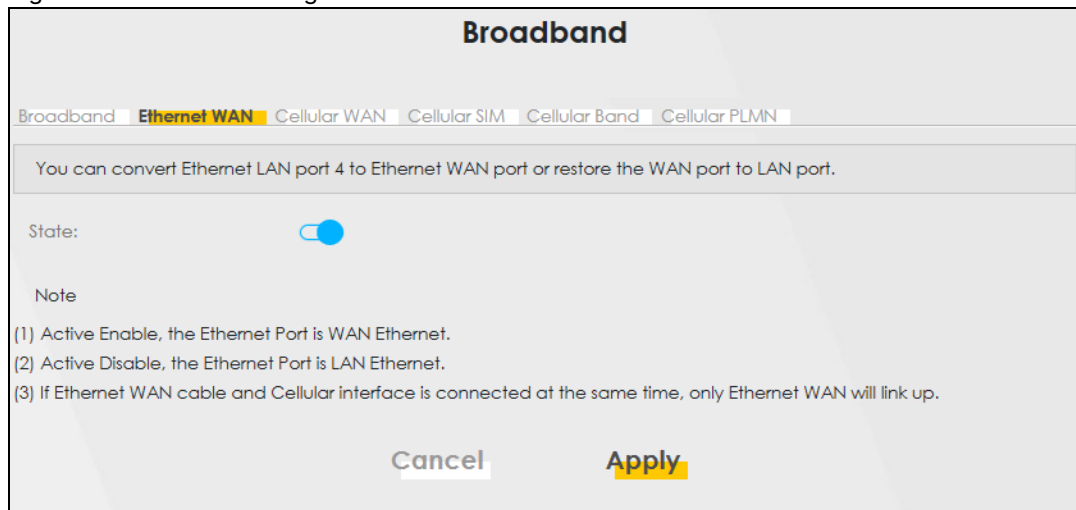 Broadband
Broadband Ethernet WAN Cellular WAN Cellular SIM Cellular Band Cellular PLMN
You can convert Ethernet LAN port 4 to Ethernet WAN port or restore the WAN port to LAN port.
State:
Note
(1) Active Enable, the Ethernet Port is WAN Ethernet.
(2) Active Disable, the Ethernet Port is LAN Ethernet.
(3) If Ethernet WAN cable and Cellular interface is connected at the same time, only Ethernet WAN will link up.
Cancel Apply